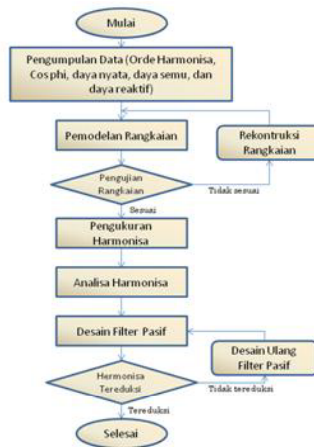 Mulai
Pengumpulan Data (Orde Harmonisa,
Cos phi, daya nyata, daya semu, dan
daya reaktif)
Pemodelan Rangkaian
Rekontruksi
Rangkaian
Pengujian
Rangkaian
Tidak sesuai
Sesuai
Pengukuran
Harmonisa
Analisa Harmonisa
Desain Filter Pasif
Desain Ulang
Filter Pasif
Hermonisa
Tereduksi
Tidak tereduksi
Tereduksi
Selesai